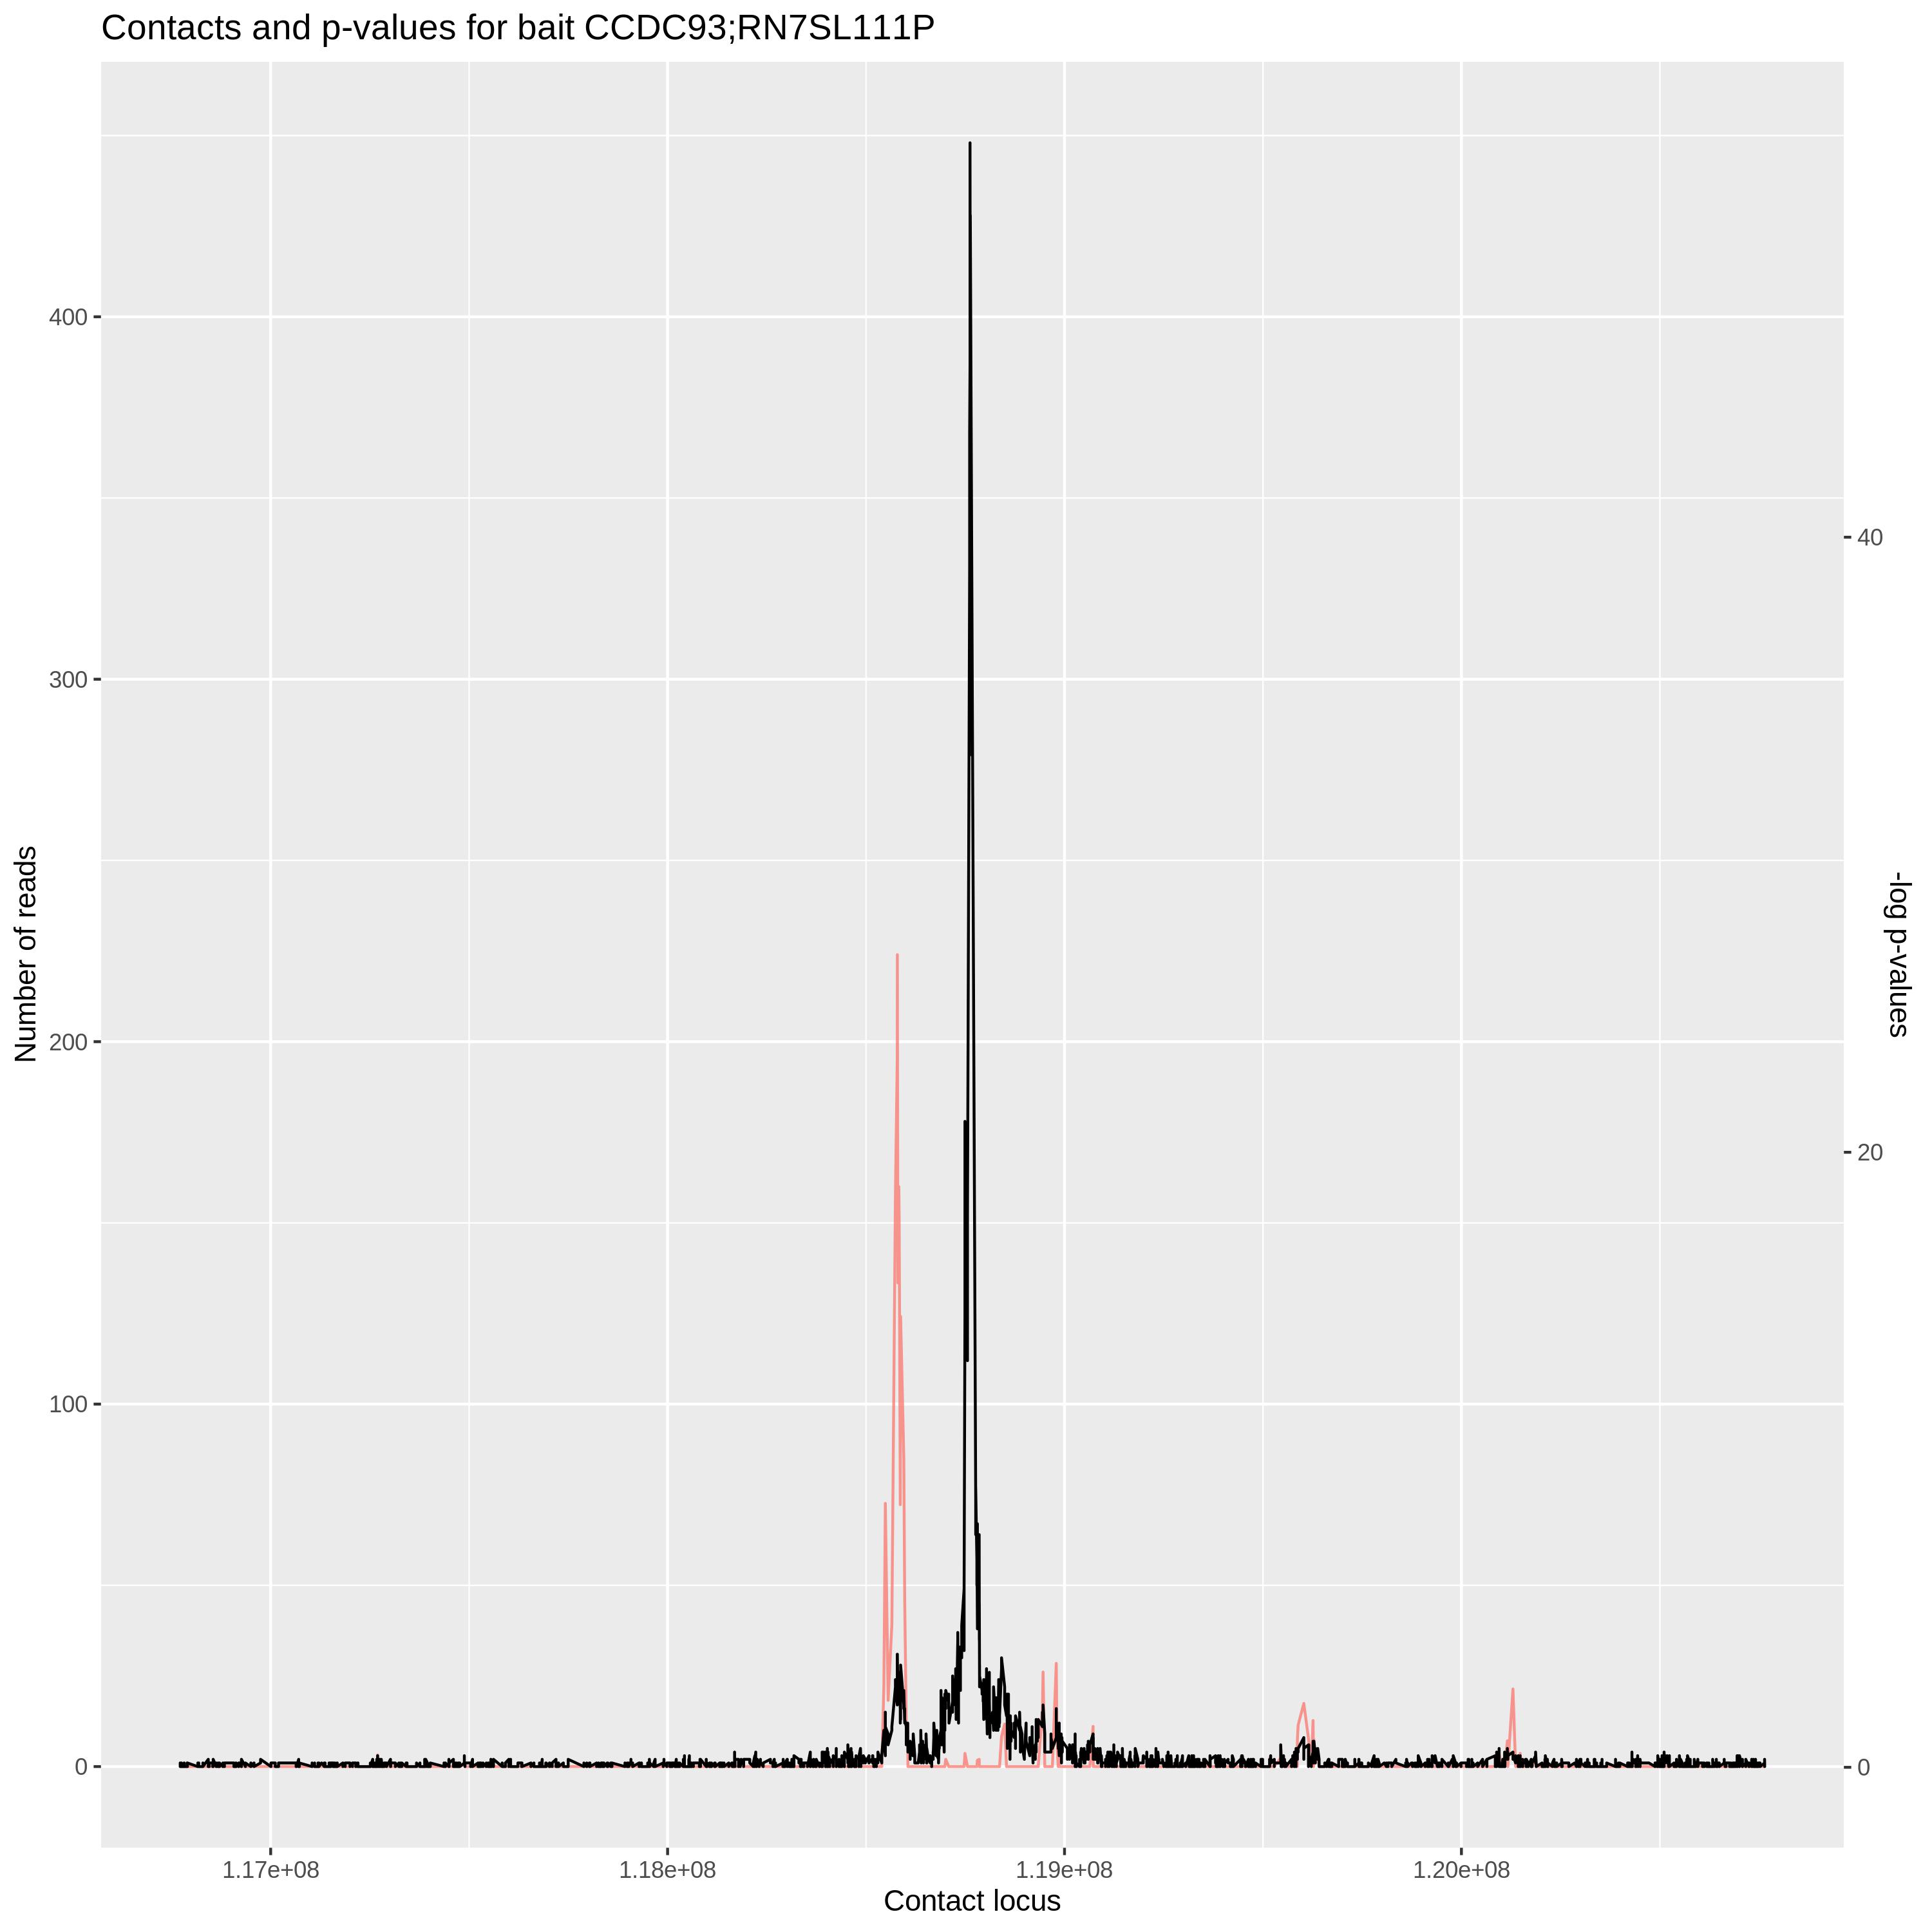 Contacts and p-values for bait CCDC93;RN7SL111P
Number of reads
400
300
200
100
0
40
20
0
-log p-values
1.17e+08
1.18e+08
1.19e+08
1.20e+08
Contact locus